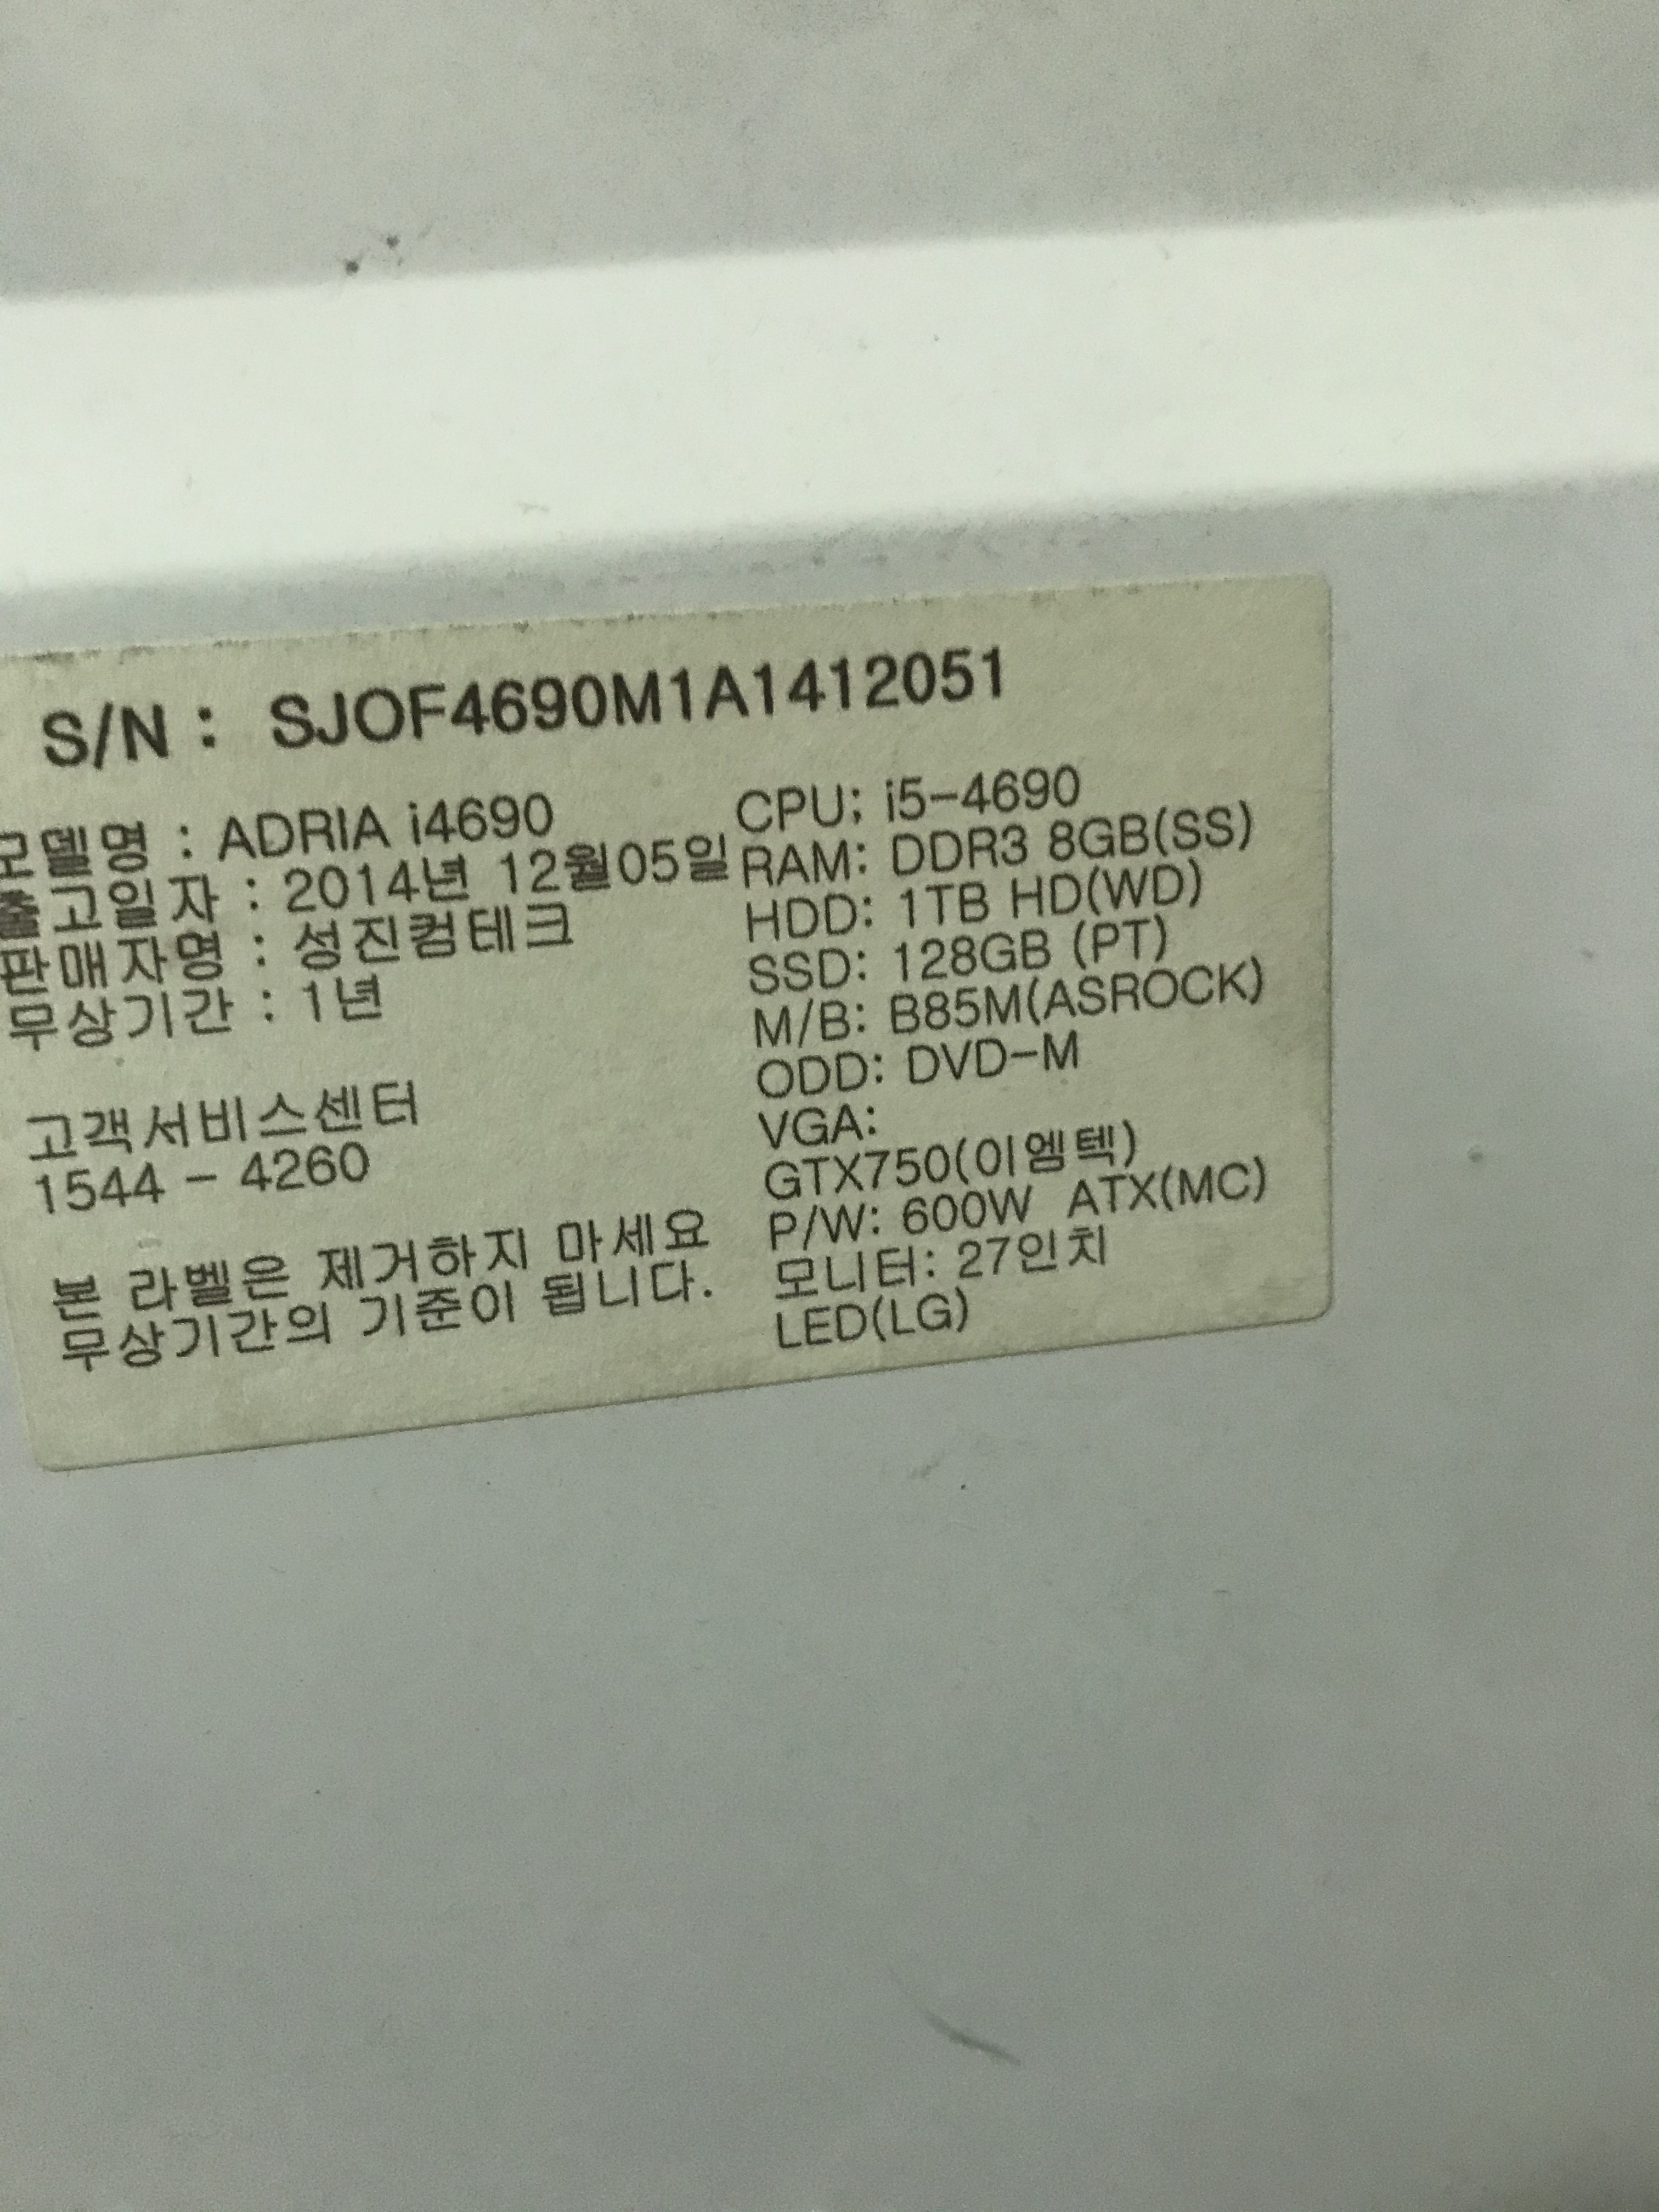 S/N : SJOF4690M1A1412051
모델명 : ADRIA i4690
출고일자 : 2014년 12월05일
판매자명 : 성진컴테크
무상기간 : 1년
고객서비스센터
1544 - 4260
본 라벨은 제거하지 마세요
무상기간의 기준이 됩니다.
CPU; i5-4690
RAM: DDR3 8GB(SS)
HDD: 1TB HD(WD)
SSD: 128GB (PT)
M/B: B85M(ASROCK)
ODD: DVD-M
VGA:
GTX750(이엠텍)
P/W: 600W ATX(MC)
모니터: 27인치
LED(LG)